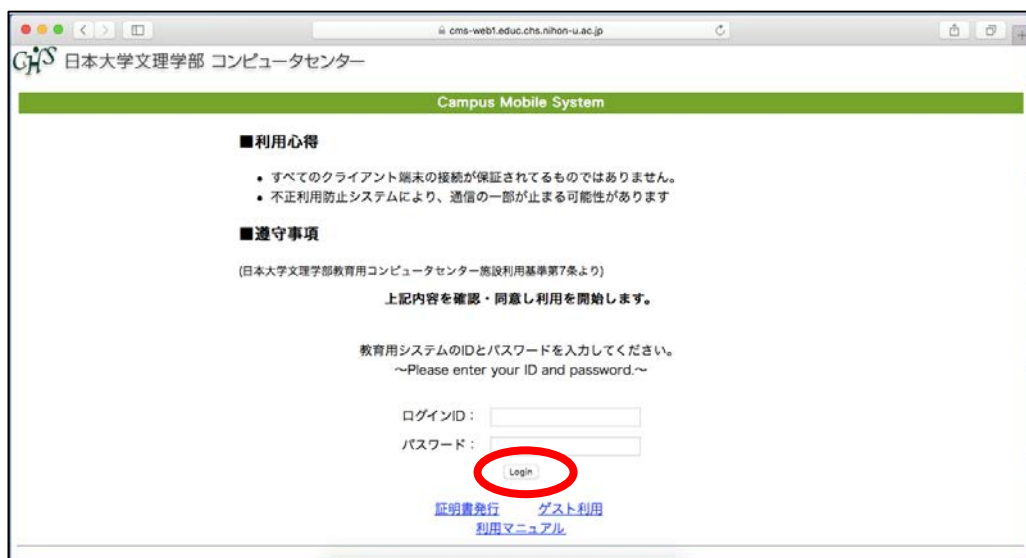 cms-web1.educ.chs.nihon-u.ac.jp
CHS 日本大学文理学部 コンピュータセンター
Campus Mobile System
■利用心得
• すべてのクライアント端末の接続が保証されてるものではありません。
• 不正利用防止システムにより、通信の一部が止まる可能性があります
■遵守事項
(日本大学文理学部教育用コンピュータセンター施設利用基準第7条より)
上記内容を確認・同意し利用を開始します。
教育用システムのIDとパスワードを入力してください。
～Please enter your ID and password.～
ログインID：
パスワード：
Login
証明書発行 ゲスト利用
利用マニュアル